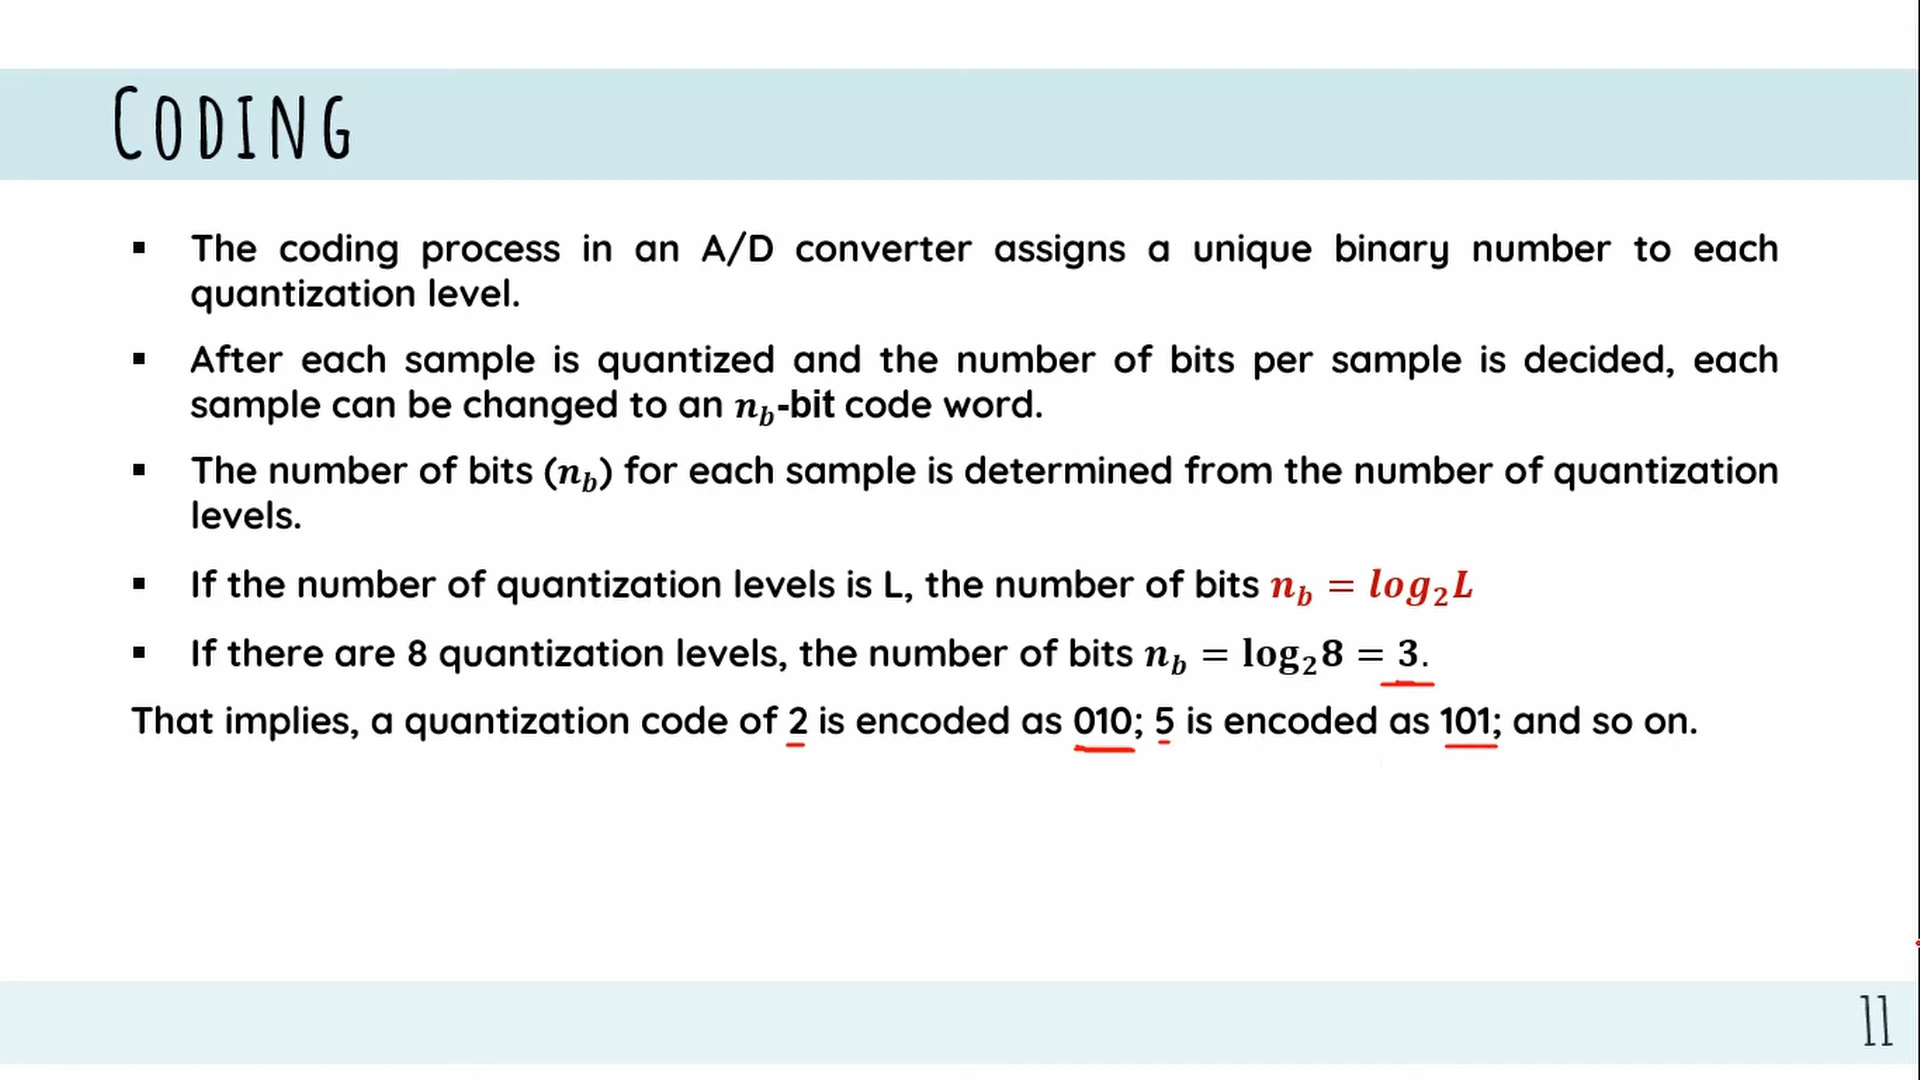 CODING
▪ The coding process in an A/D converter assigns a unique binary number to each
quantization level.
▪ After each sample is quantized and the number of bits per sample is decided, each
sample can be changed to an n_b-bit code word.
▪ The number of bits (n_b) for each sample is determined from the number of quantization
levels.
▪ If the number of quantization levels is L, the number of bits n_b = log₂L
▪ If there are 8 quantization levels, the number of bits n_b = log₂8 = 3.
That implies, a quantization code of 2 is encoded as 010; 5 is encoded as 101; and so on.
11